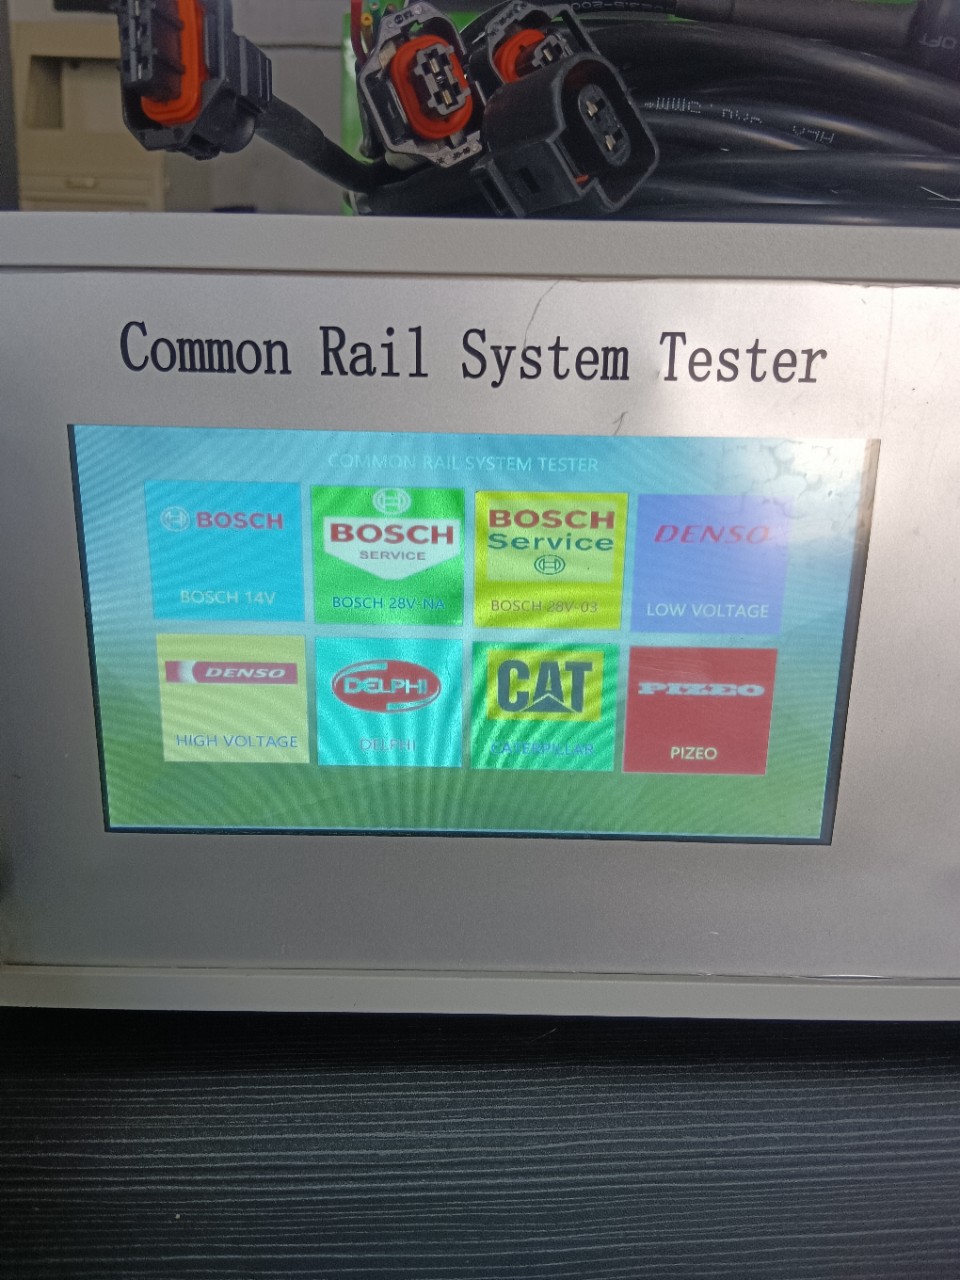 Common Rail System Tester
COMMON RAIL SYSTEM TESTER
BOSCH
BOSCH 14V
BOSCH
SERVICE
BOSCH 28V-NA
BOSCH
Service
BOSCH 28V-03
DENSO
LOW VOLTAGE
DENSO
HIGH VOLTAGE
DELPHI
DELPHI
CAT
CATERPILLAR
PIZEO
PIZEO